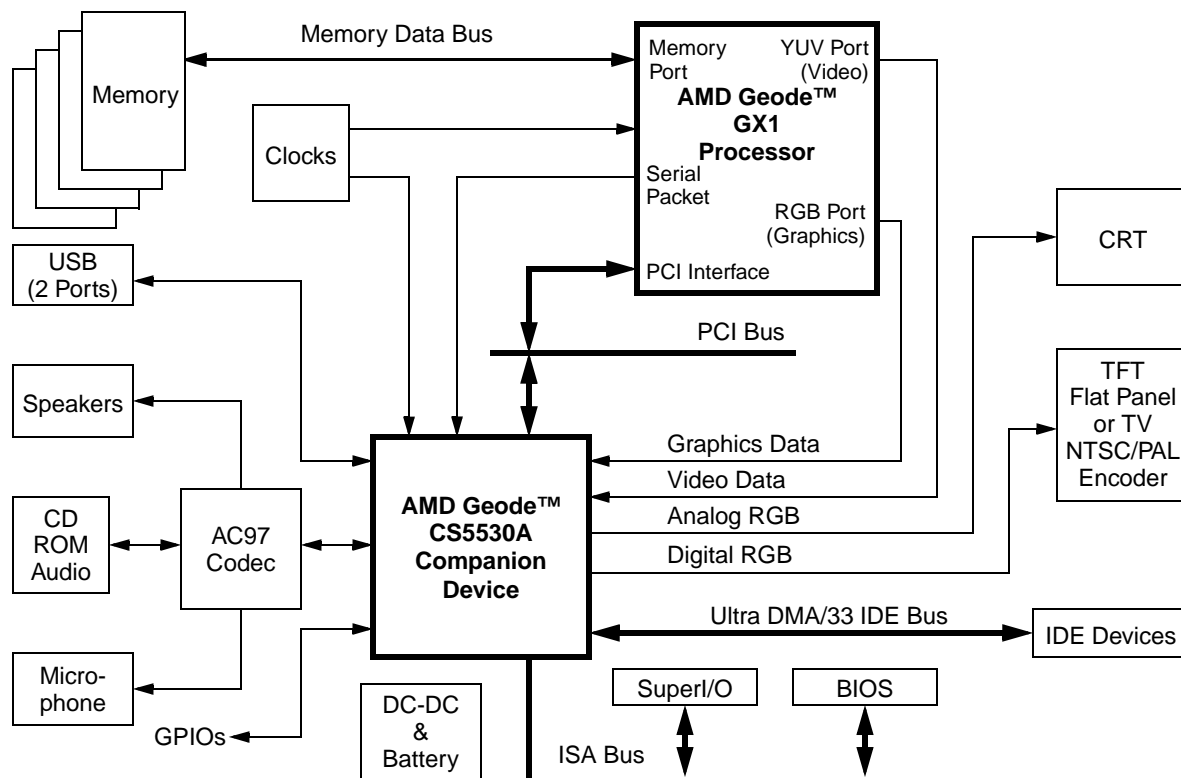 Memory Data Bus
Memory
Clocks
Memory
Port
YUV Port
(Video)
AMD Geode™
GX1
Processor
Serial
Packet
RGB Port
(Graphics)
PCI Interface
CRT
USB
(2 Ports)
PCI Bus
Speakers
TFT
Flat Panel
or TV
NTSC/PAL
Encoder
Graphics Data
Video Data
Analog RGB
Digital RGB
AMD Geode™
CS5530A
Companion
Device
CD
ROM
Audio
AC97
Codec
Ultra DMA/33 IDE Bus
IDE Devices
Micro-
phone
GPIOs
DC-DC
&
Battery
SuperI/O
BIOS
ISA Bus